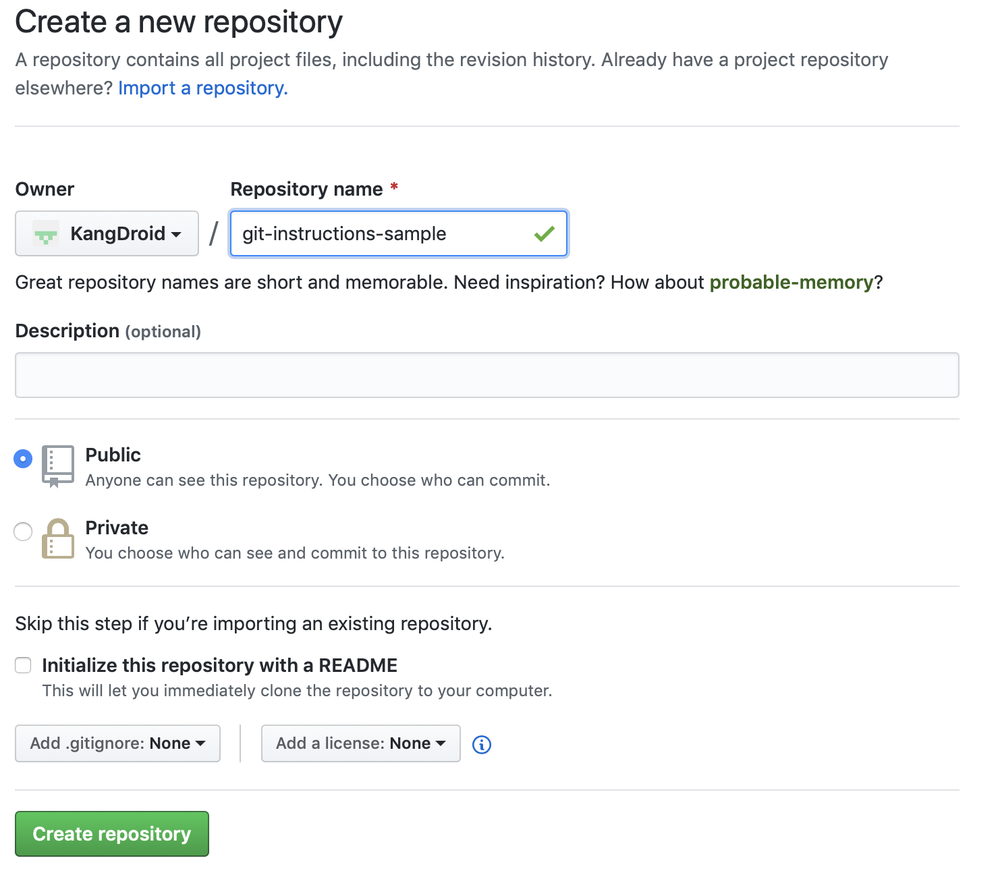 Create a new repository
A repository contains all project files, including the revision history. Already have a project repository
elsewhere? Import a repository.
Owner
Repository name *
KangDroid / git-instructions-sample
Great repository names are short and memorable. Need inspiration? How about probable-memory?
Description (optional)
Public
Anyone can see this repository. You choose who can commit.
Private
You choose who can see and commit to this repository.
Skip this step if you’re importing an existing repository.
Initialize this repository with a README
This will let you immediately clone the repository to your computer.
Add .gitignore: None
Add a license: None
Create repository